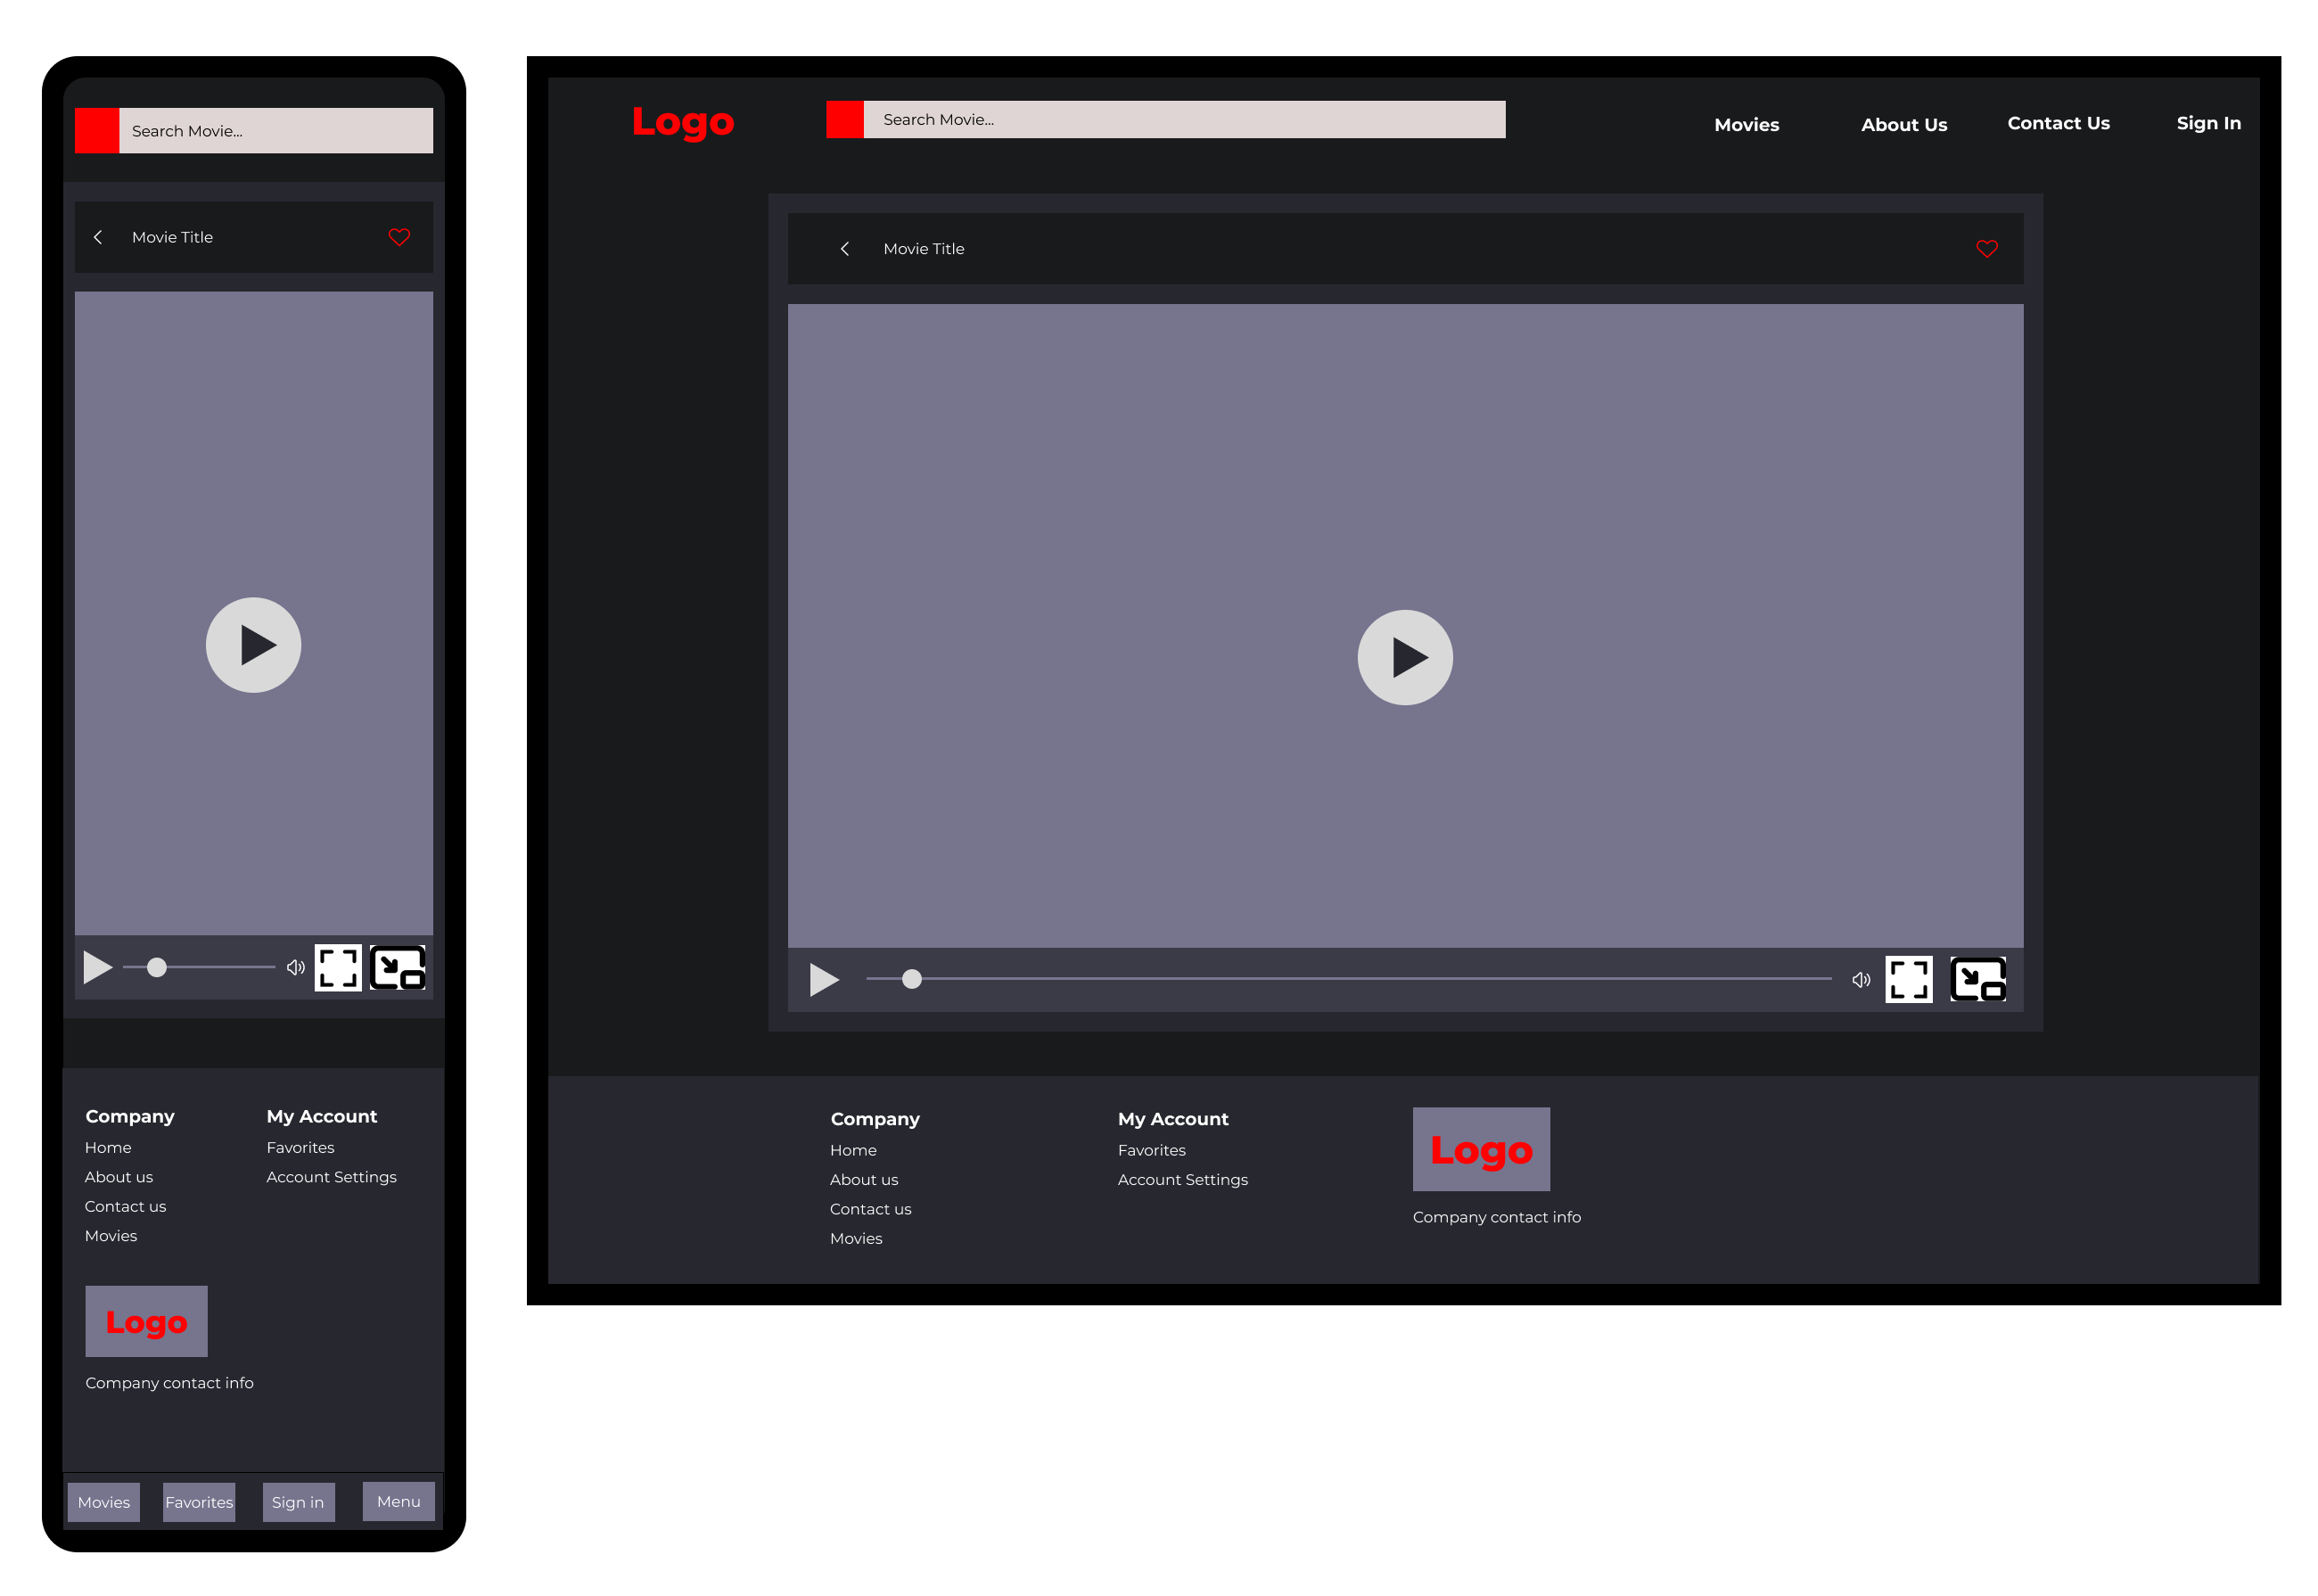 Search Movie...
Movie Title
Company
Home
About us
Contact us
Movies
My Account
Favorites
Account Settings
Logo
Company contact info
Movies
Favorites
Sign in
Menu
Logo
Search Movie...
Movies
About Us
Contact Us
Sign In
Movie Title
Company
Home
About us
Contact us
Movies
My Account
Favorites
Account Settings
Logo
Company contact info